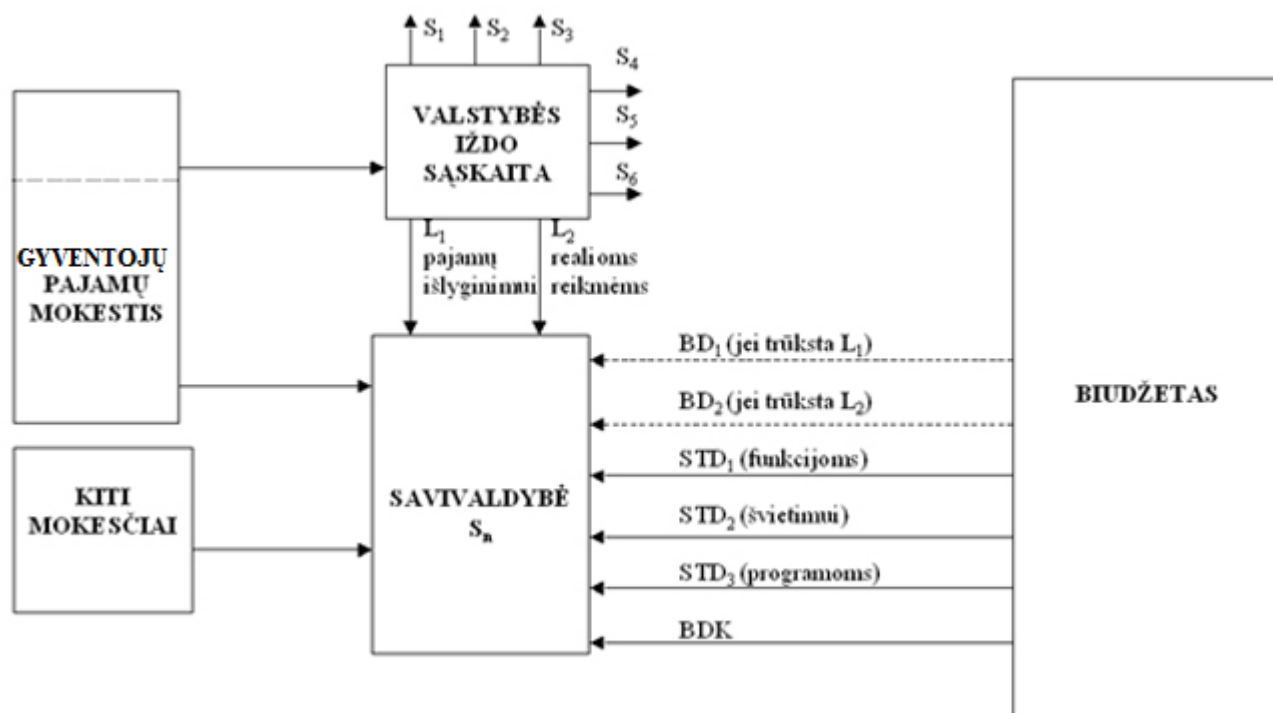 S₁
S₂
S₃
S₄
S₅
S₆
VALSTYBĖS
IŽDO
SĄSKAITA
GYVENTOJŲ
PAJAMŲ
MOKESTIS
L₁
pajamų
išlyginimui
L₂
realioms
reikmėms
BD₁ (jei trūksta L₁)
BD₂ (jei trūksta L₂)
BIUDŽETAS
STD₁ (funkcijoms)
KITI
MOKESČIAI
SAVIVALDYBĖ
Sₙ
STD₂ (švietimui)
STD₃ (programoms)
BDK